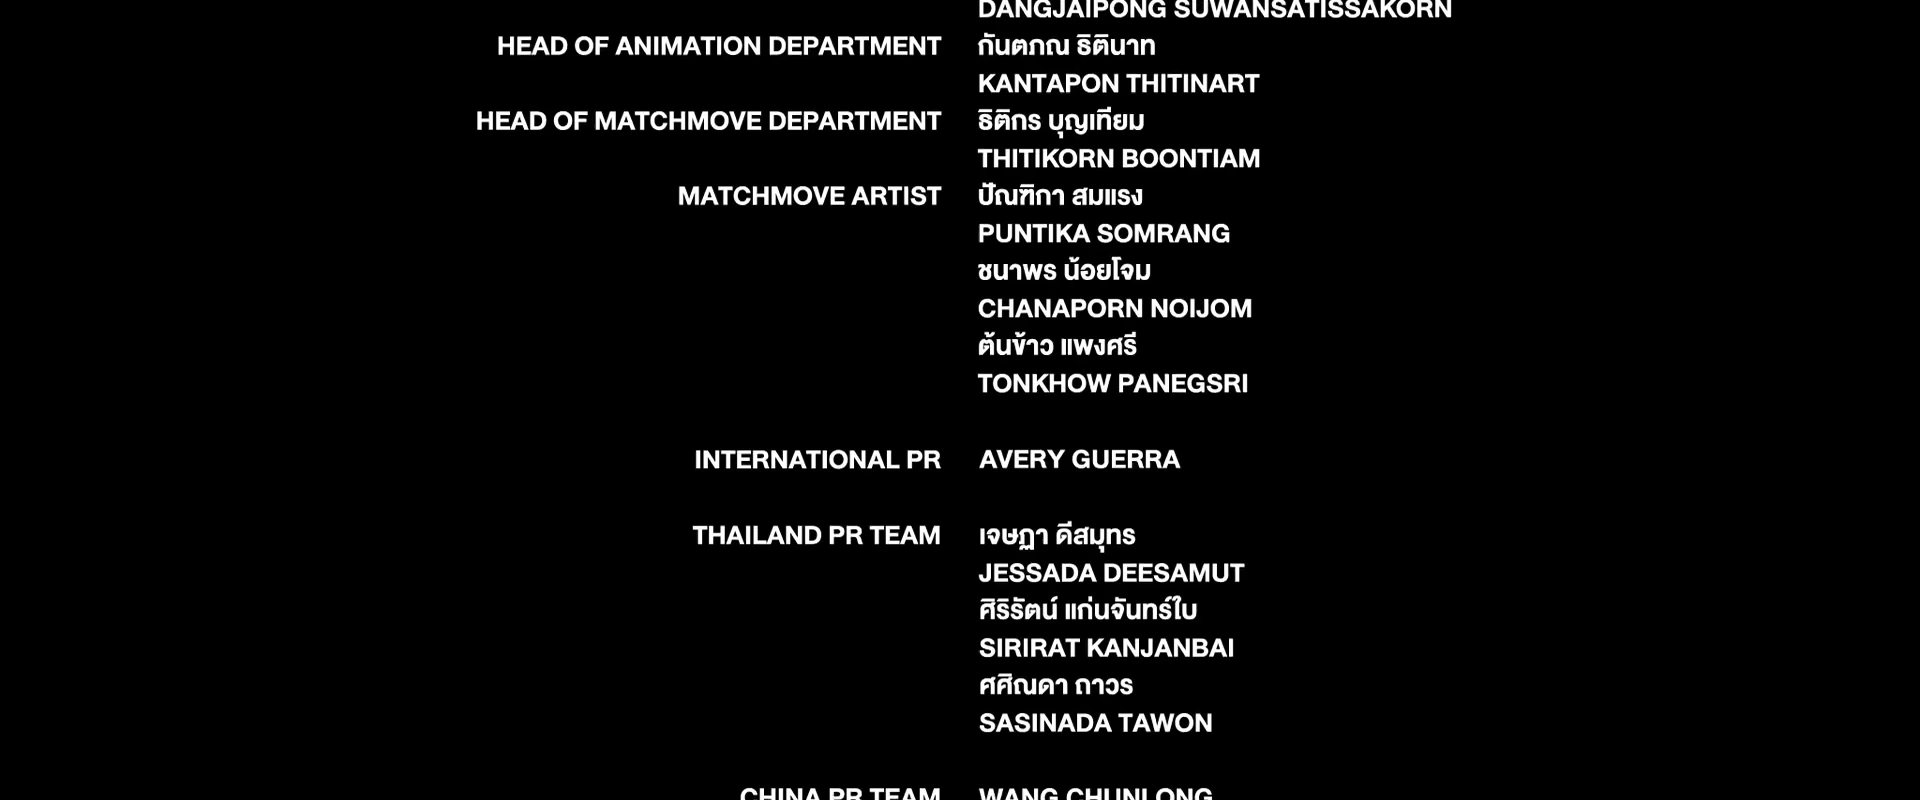 DANGJAIPONG SUWANSATISSAKORN
HEAD OF ANIMATION DEPARTMENT กันตภณ ธิตินาท
KANTAPON THITINART
HEAD OF MATCHMOVE DEPARTMENT ธิติกร บุญเทียม
THITIKORN BOONTIAM
MATCHMOVE ARTIST ปัณฑิกา สมแรง
PUNTIKA SOMRANG
ชนาพร น้อยโจม
CHANAPORN NOIJOM
ต้นข้าว แพงศรี
TONKHOW PANEGSRI
INTERNATIONAL PR AVERY GUERRA
THAILAND PR TEAM เจษฏา ดีสมุทร
JESSADA DEESAMUT
ศิริรัตน์ แก่นจันทร์ใบ
SIRIRAT KANJANBAI
ศศิณดา ถาวร
SASINADA TAWON
CHINA PR TEAM WANG CHUNLONG